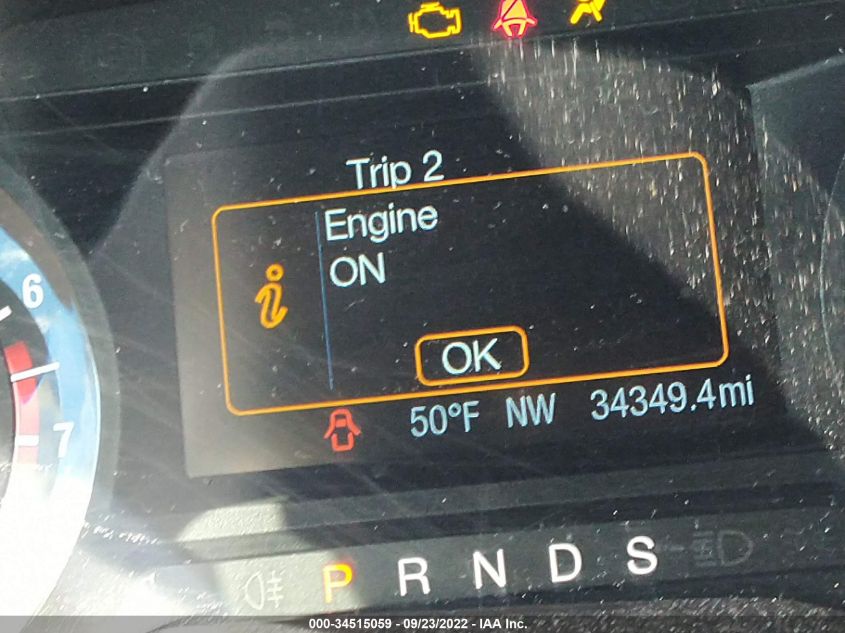 Trip 2
Engine
ON
i
OK
50°F NW 34349.4mi
6
7
P R N D S
000-34515059 - 09/23/2022 - IAA Inc.